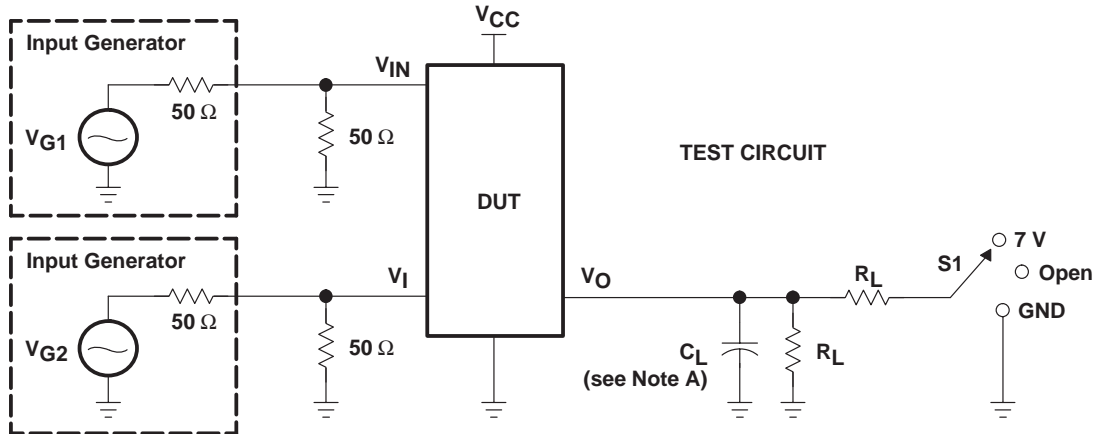 VCC
Input Generator
VIN
50 Ω
VG1
50 Ω
TEST CIRCUIT
DUT
Input Generator
VI
VO
S1
7 V
Open
GND
RL
50 Ω
VG2
50 Ω
CL
(see Note A)
RL